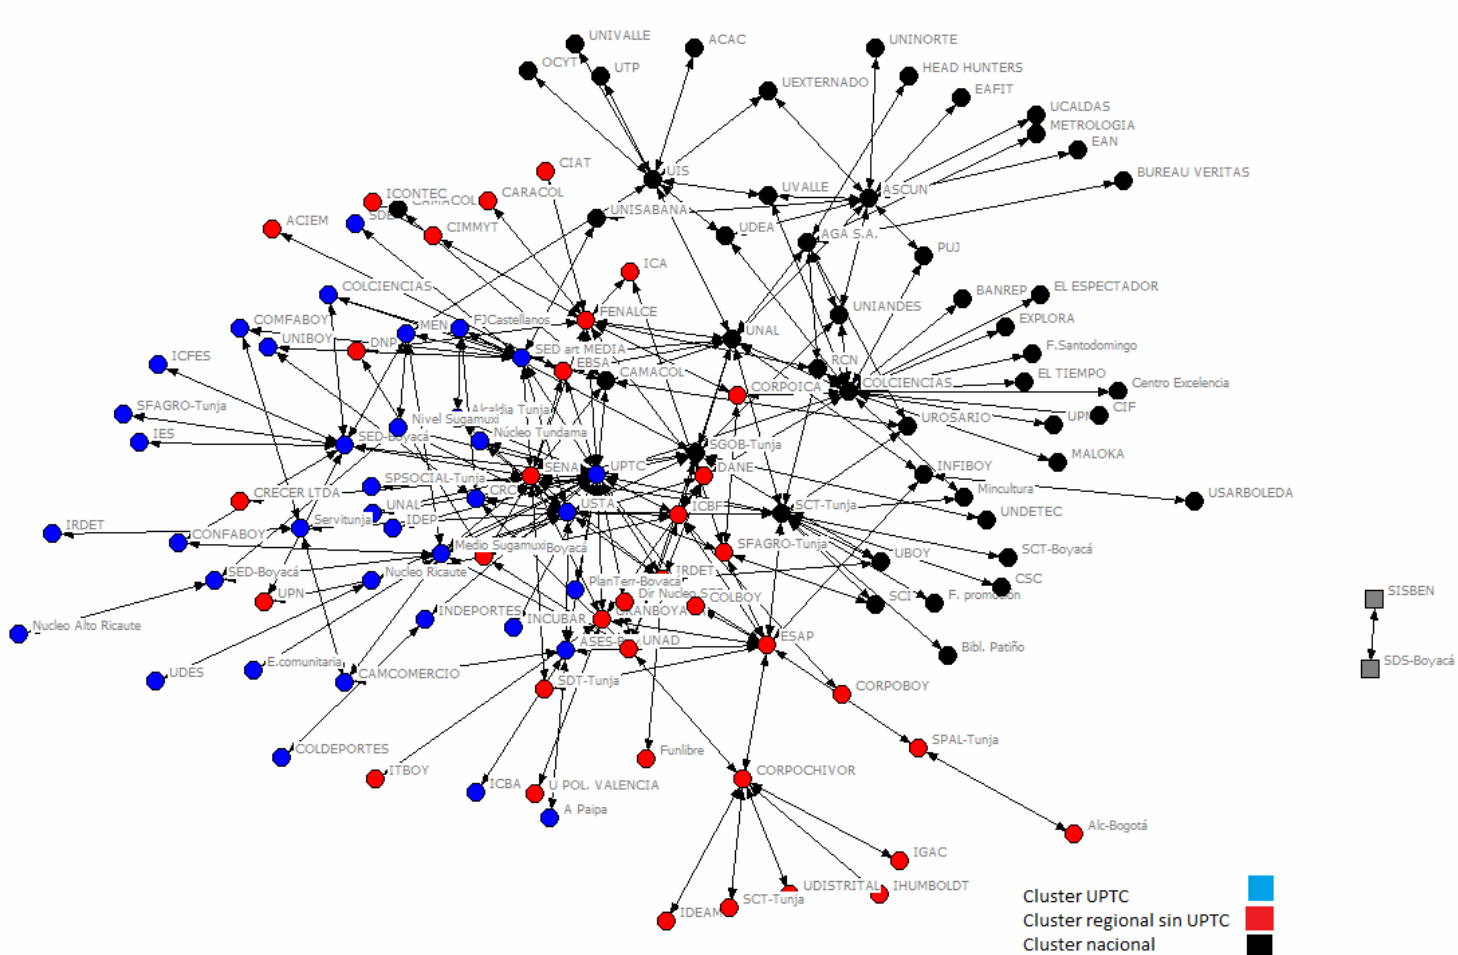 UNIVALLE
ACAC
UNINORTE
OCYT
UTP
HEAD HUNTERS
UEXTERNADO
EAFIT
UCALDAS
METROLOGIA
EAN
CIAT
UIS
BUREAU VERITAS
ICONTEC
CARACOL
UVALLE
ASCUN
ACIEM
CIMMYT
UNISABANA
UDEA
AGA S.A.
PUJ
ICA
COLCIENCIAS
BANREP
EL ESPECTADOR
FENALCE
UNIANDES
COMFABOY
MEN
FJCastellanos
EXPLORA
UNIBOY
DNP
SED art MEDIA
UNAL
F.Santodomingo
ICFES
EBSA
CAMACOL
RCN
EL TIEMPO
CORPOICA
COLCIENCIAS
Centro Excelencia
SFAGRO-Tunja
Alcaldia Tunja
Nivel Sugamuxi
UROSARIO
UPN
CIF
IES
SED-Boyacá
Núcleo Tundama
SGOB-Tunja
MALOKA
SENA
UPTC
DANE
INFIBOY
SPSOCIAL-Tunja
CRECER LTDA
CRC
Mincultura
USARBOLEDA
UNAL
USTA
ICBF
SCT-Tunja
IRDET
Servitunja
IDEP
UNDETEC
CONFABOY
Medio Sugamuxi
Boyacá
SFAGRO-Tunja
UBOY
SCT-Boyacá
SED-Boyacá
Nucleo Ricaute
PlanTerr-Boyacá
IRDET
CSC
UPN
Dir Nucleo
COLBOY
SCI
F. promoción
SISBEN
Nucleo Alto Ricaute
INDEPORTES
INCUBAR
GRANBOYA
UNAD
ESAP
Bibl. Patiño
UDES
E.comunitaria
CAMCOMERCIO
SDT-Tunja
CORPOBOY
SDS-Boyacá
COLDEPORTES
Funlibre
SPAL-Tunja
ITBOY
ICBA
U POL. VALENCIA
CORPOCHIVOR
A Paipa
Alc-Bogotá
IGAC
UDISTRITAL
IHUMBOLDT
IDEAM
SCT-Tunja
Cluster UPTC
Cluster regional sin UPTC
Cluster nacional